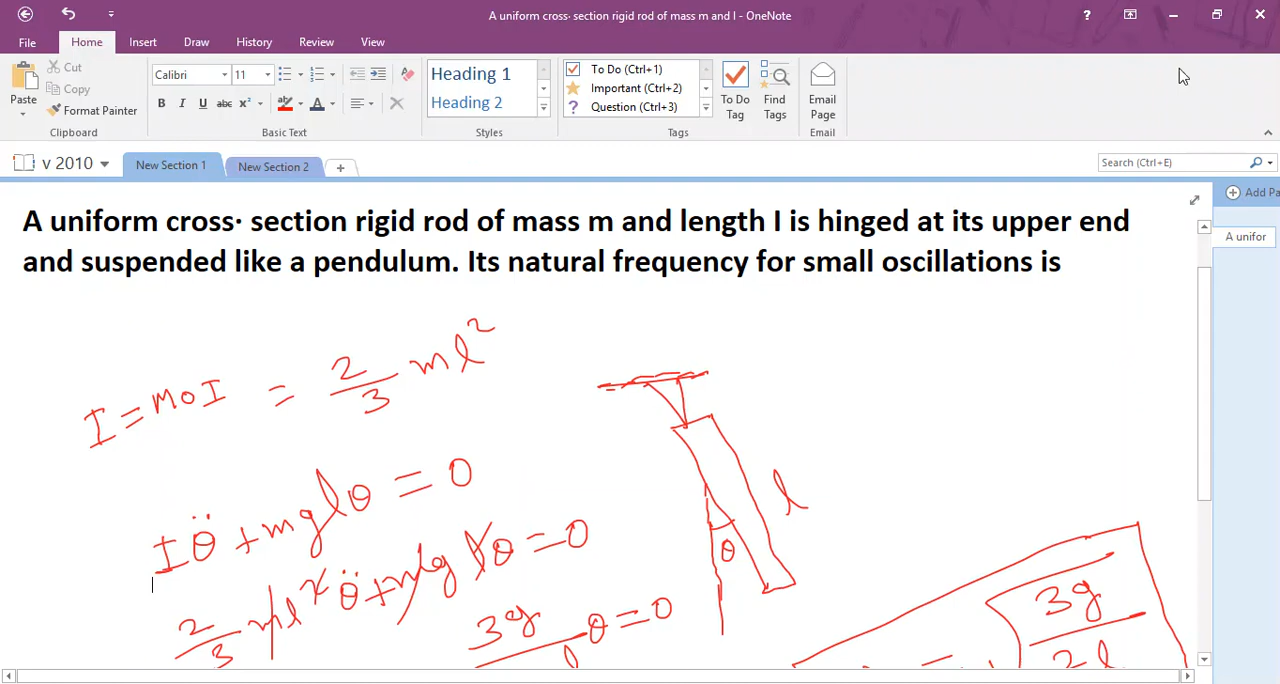 A uniform cross· section rigid rod of mass m and l - OneNote
?
File Home Insert Draw History Review View
Paste
Cut
Copy
Format Painter
Clipboard
Calibri 11
B I U abc x²
A
Basic Text
Heading 1
Heading 2
Styles
To Do (Ctrl+1)
Important (Ctrl+2)
? Question (Ctrl+3)
Tags
To Do Tag
Find Tags
Email Page
Email
v 2010 New Section 1 New Section 2 +
Search (Ctrl+E)
Add Pa
A unifor
A uniform cross· section rigid rod of mass m and length I is hinged at its upper end
and suspended like a pendulum. Its natural frequency for small oscillations is
I = MOI = 2/3 ml²
Iθ̈ + mglθ = 0
2/3 ml² θ̈ + mg lθ = 0
3g/ l θ = 0
l
θ
= √ 3g/2l